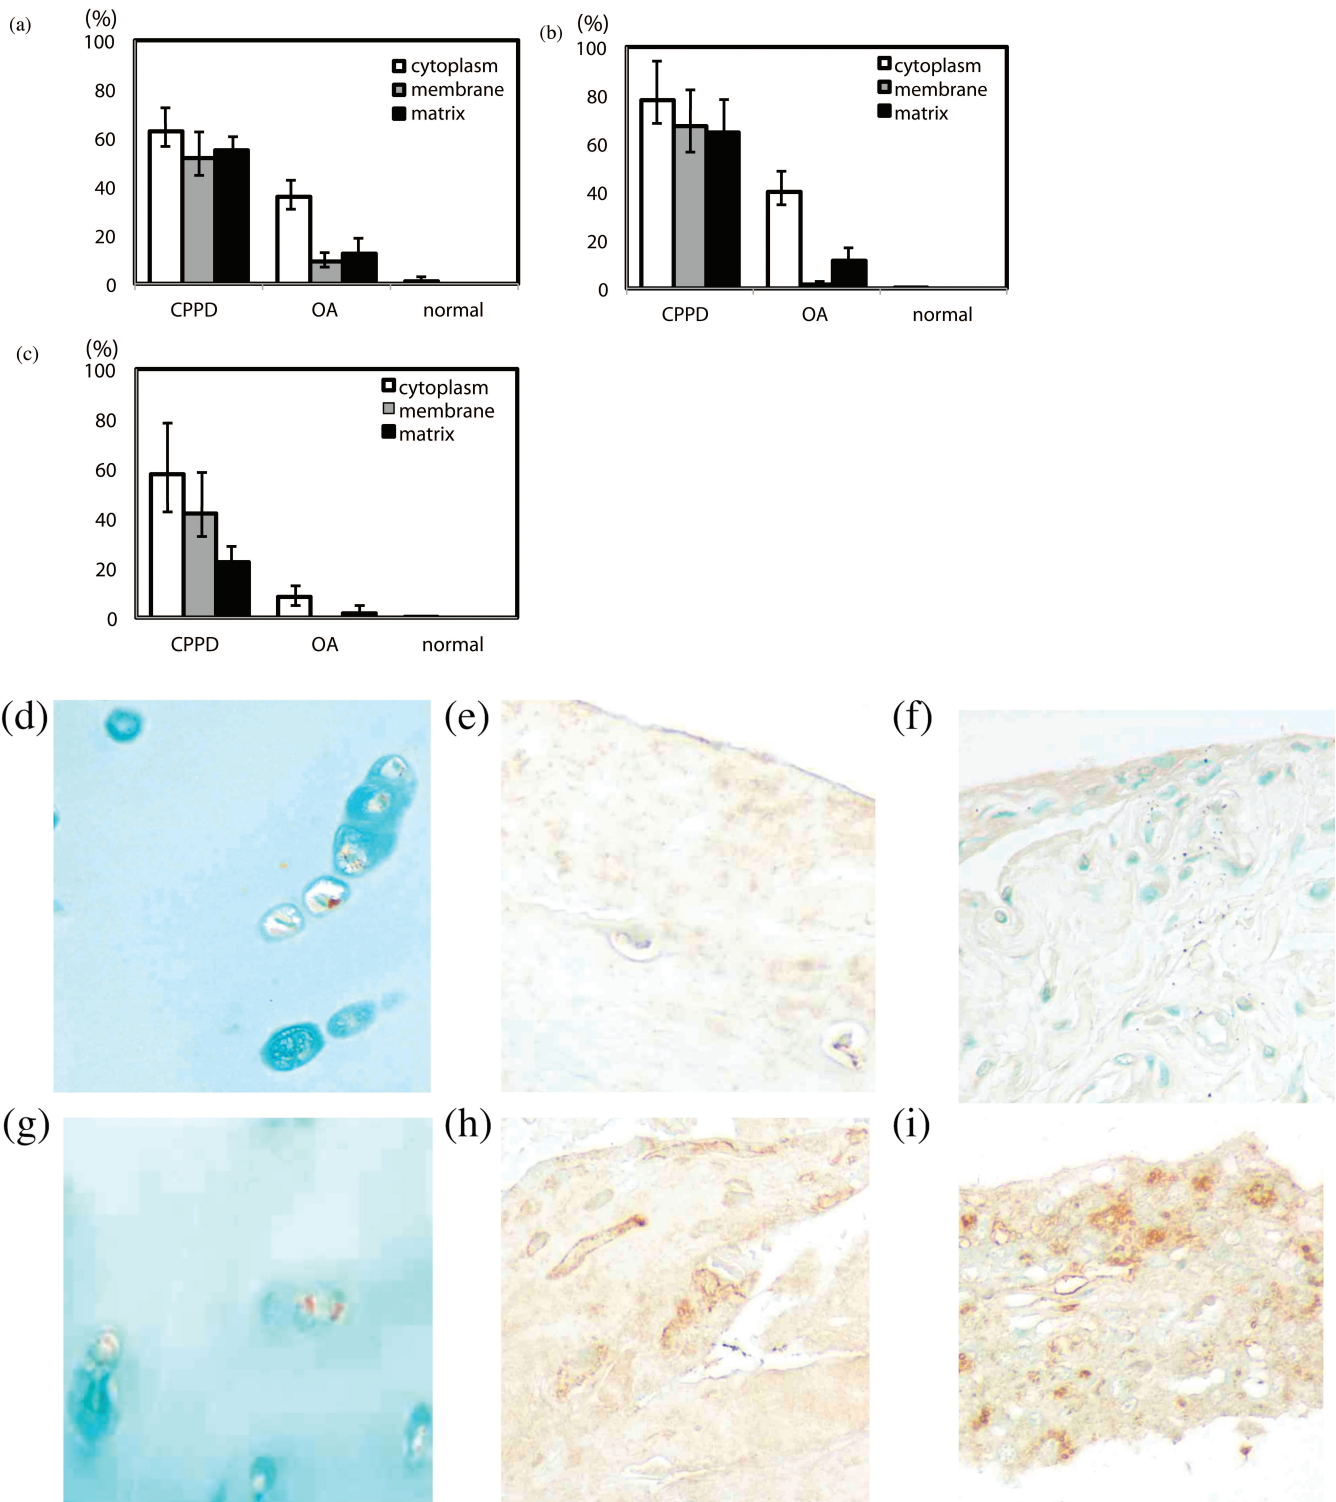 (a)
(%)
100
80
60
40
20
0
cytoplasm
membrane
matrix
CPPD OA normal
(b)
(%)
100
80
60
40
20
0
cytoplasm
membrane
matrix
CPPD OA normal
(c)
(%)
100
80
60
40
20
0
cytoplasm
membrane
matrix
CPPD OA normal
(d)
(e)
(f)
(g)
(h)
(i)